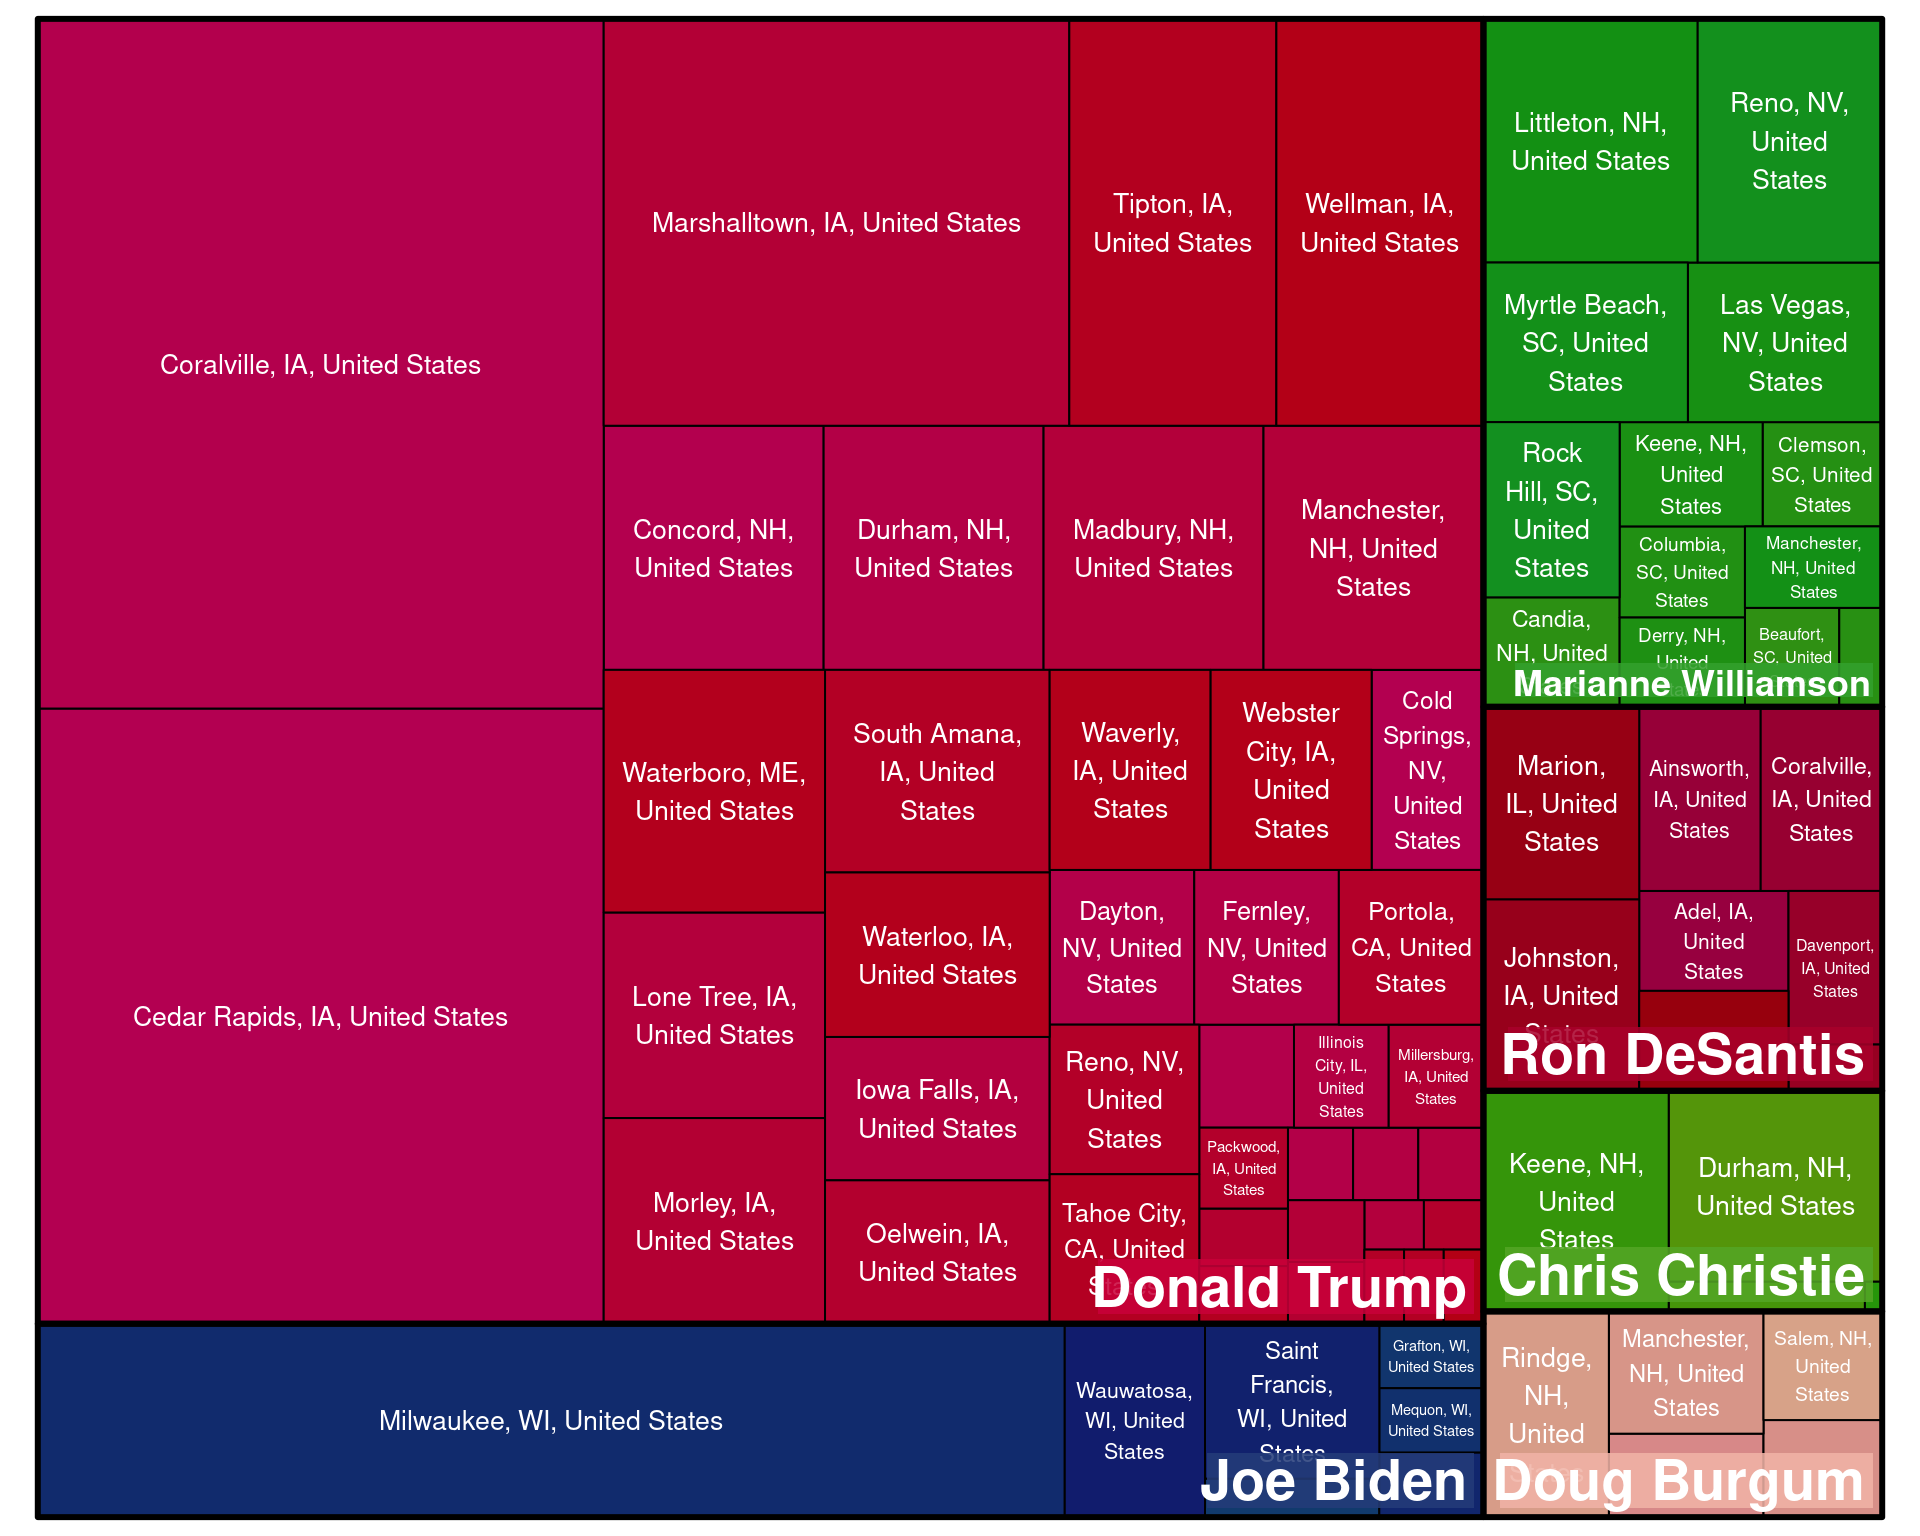 Coralville, IA, United States
Cedar Rapids, IA, United States
Marshalltown, IA, United States
Tipton, IA,
United States
Wellman, IA,
United States
Concord, NH,
United States
Durham, NH,
United States
Madbury, NH,
United States
Manchester,
NH, United
States
Waterboro, ME,
United States
Lone Tree, IA,
United States
Morley, IA,
United States
South Amana,
IA, United
States
Waterloo, IA,
United States
Iowa Falls, IA,
United States
Oelwein, IA,
United States
Waverly,
IA, United
States
Webster
City, IA,
United
States
Cold
Springs,
NV,
United
States
Dayton,
NV, United
States
Fernley,
NV, United
States
Portola,
CA, United
States
Reno, NV,
United
States
Tahoe City,
CA, United
States
Illinois
City, IL,
United
States
Millersburg,
IA, United
States
Packwood,
IA, United
States
Donald Trump
Milwaukee, WI, United States
Wauwatosa,
WI, United
States
Saint
Francis,
WI, United
States
Grafton, WI,
United States
Mequon, WI,
United States
Joe Biden
Littleton, NH,
United States
Reno, NV,
United
States
Myrtle Beach,
SC, United
States
Las Vegas,
NV, United
States
Rock
Hill, SC,
United
States
Keene, NH,
United
States
Clemson,
SC, United
States
Columbia,
SC, United
States
Manchester,
NH, United
States
Candia,
NH, United
Derry, NH,
United
Beaufort,
SC, United
Marianne Williamson
Marion,
IL, United
States
Ainsworth,
IA, United
States
Coralville,
IA, United
States
Johnston,
IA, United
States
Adel, IA,
United
States
Davenport,
IA, United
States
Ron DeSantis
Keene, NH,
United
States
Durham, NH,
United States
Chris Christie
Rindge,
NH,
United
Manchester,
NH, United
States
Salem, NH,
United
States
Doug Burgum